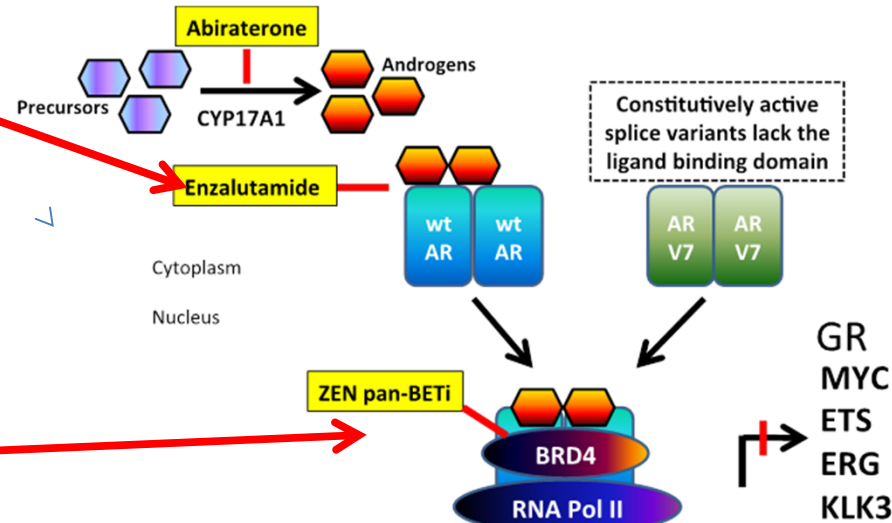 Abiraterone
Androgens
Precursors
CYP17A1
Constitutively active
splice variants lack the
ligand binding domain
Enzalutamide
wt
AR
wt
AR
AR
V7
AR
V7
Cytoplasm
Nucleus
GR
MYC
ETS
ERG
KLK3
ZEN pan-BETi
BRD4
RNA Pol II